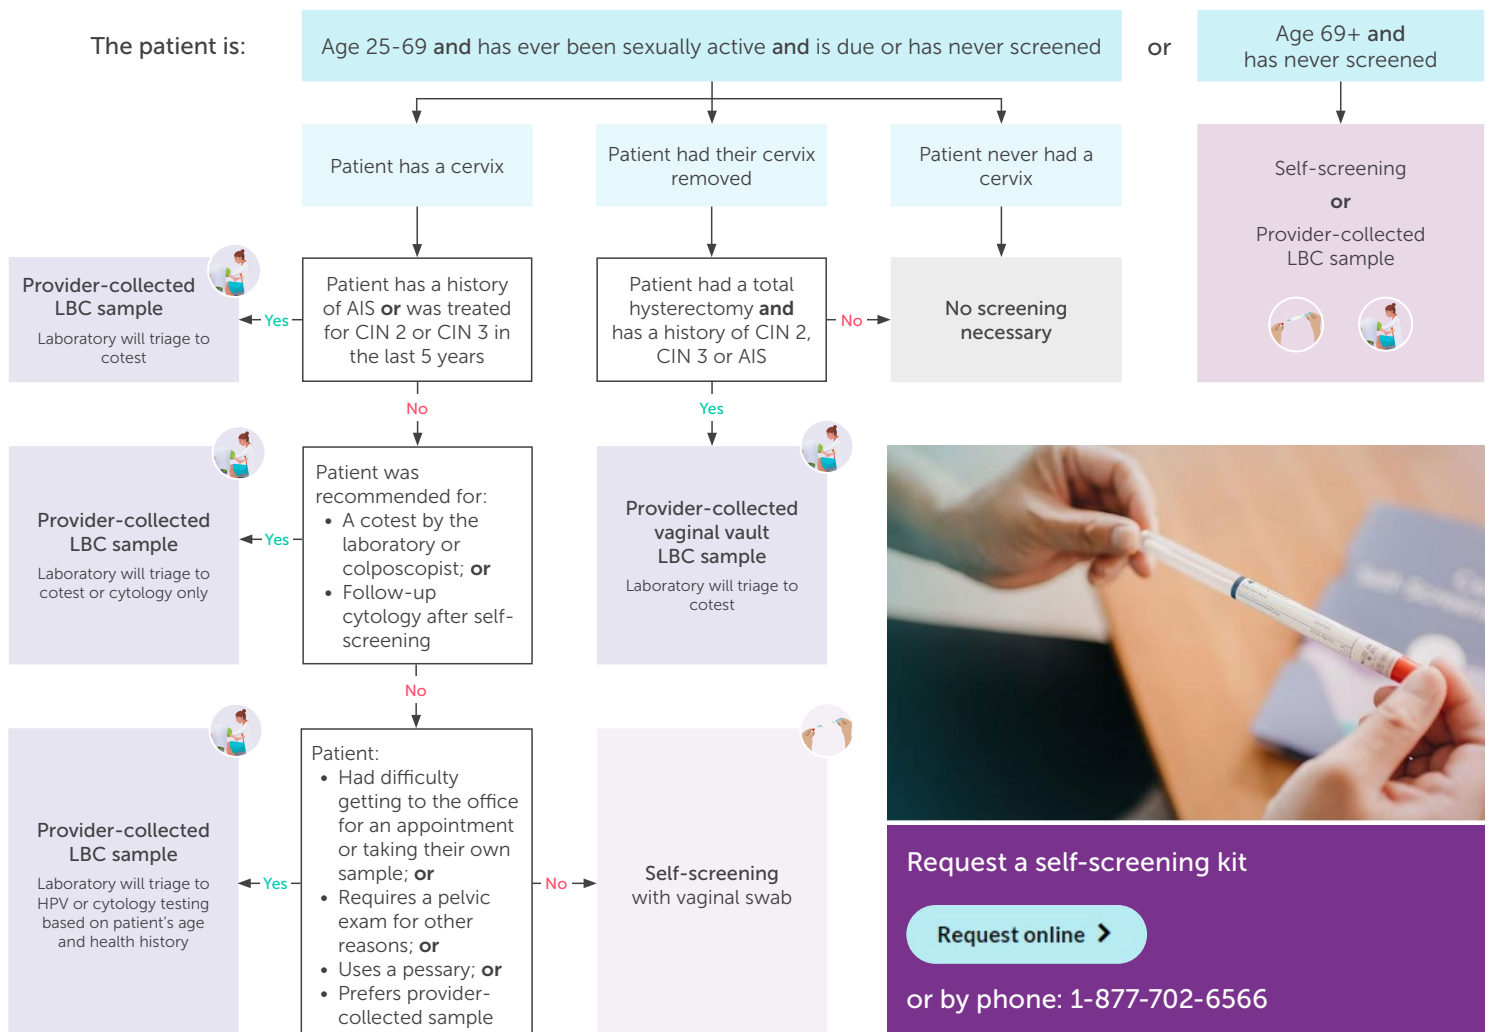 The patient is:
Age 25-69 and has ever been sexually active and is due or has never screened
or
Age 69+ and
has never screened
Patient has a cervix
Patient had their cervix
removed
Patient never had a
cervix
Self-screening
or
Provider-collected
LBC sample
Provider-collected
LBC sample
Laboratory will triage to
cotest
Yes
Patient has a history
of AIS or was treated
for CIN 2 or CIN 3 in
the last 5 years
Patient had a total
hysterectomy and
has a history of CIN 2,
CIN 3 or AIS
No
No screening
necessary
No
Yes
Provider-collected
LBC sample
Laboratory will triage to
cotest or cytology only
Yes
Patient was
recommended for:
• A cotest by the
laboratory or
colposcopist; or
• Follow-up
cytology after self-
screening
Provider-collected
vaginal vault
LBC sample
Laboratory will triage to
cotest
No
Provider-collected
LBC sample
Laboratory will triage to
HPV or cytology testing
based on patient's age
and health history
Yes
Patient:
• Had difficulty
getting to the office
for an appointment
or taking their own
sample; or
• Requires a pelvic
exam for other
reasons; or
• Uses a pessary; or
• Prefers provider-
collected sample
No
Self-screening
with vaginal swab
Request a self-screening kit
Request online
or by phone: 1-877-702-6566